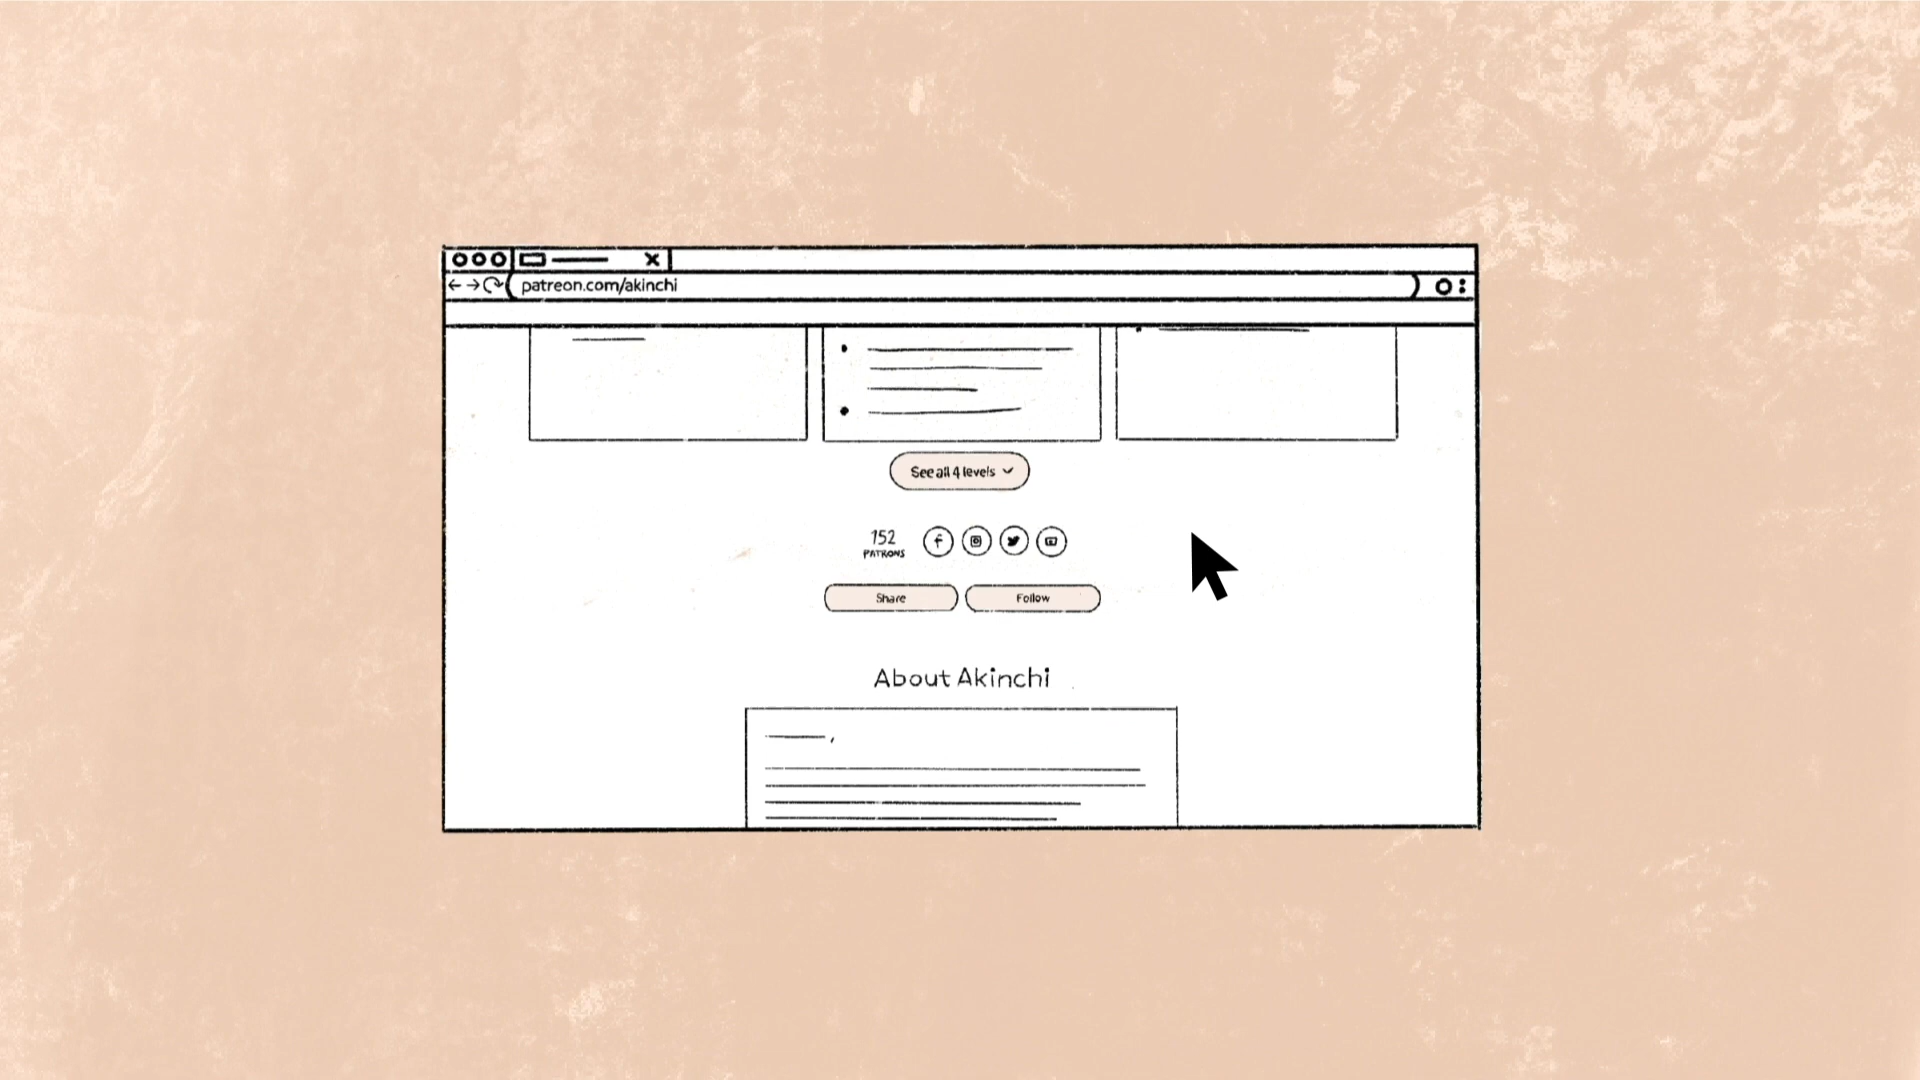 patreon.com/akinchi
See all 4 levels
152
PATRONS
Share
Follow
About Akinchi